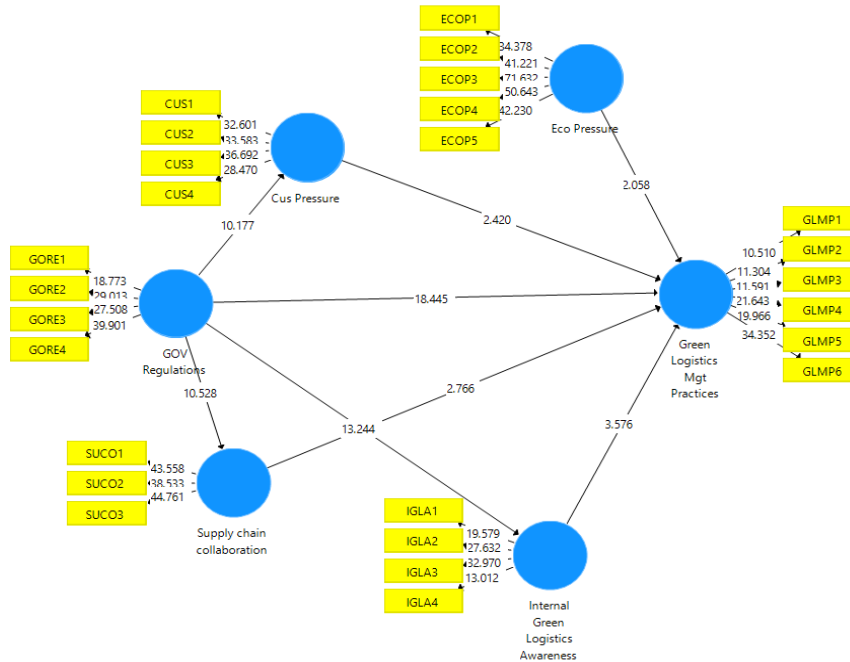 ECOP1
ECOP2
ECOP3
ECOP4
ECOP5
34.378
41.221
71.632
50.643
42.230
Eco Pressure
CUS1
CUS2
CUS3
CUS4
32.601
33.583
36.692
28.470
Cus Pressure
10.177
2.420
2.058
GORE1
GORE2
GORE3
GORE4
18.773
29.013
27.508
39.901
GOV
Regulations
18.445
GLMP1
GLMP2
GLMP3
GLMP4
GLMP5
GLMP6
10.510
11.304
11.591
21.643
19.966
34.352
Green
Logistics
Mgt
Practices
10.528
13.244
2.766
3.576
SUCO1
SUCO2
SUCO3
43.558
38.533
44.761
Supply chain
collaboration
IGLA1
IGLA2
IGLA3
IGLA4
19.579
27.632
32.970
13.012
Internal
Green
Logistics
Awareness